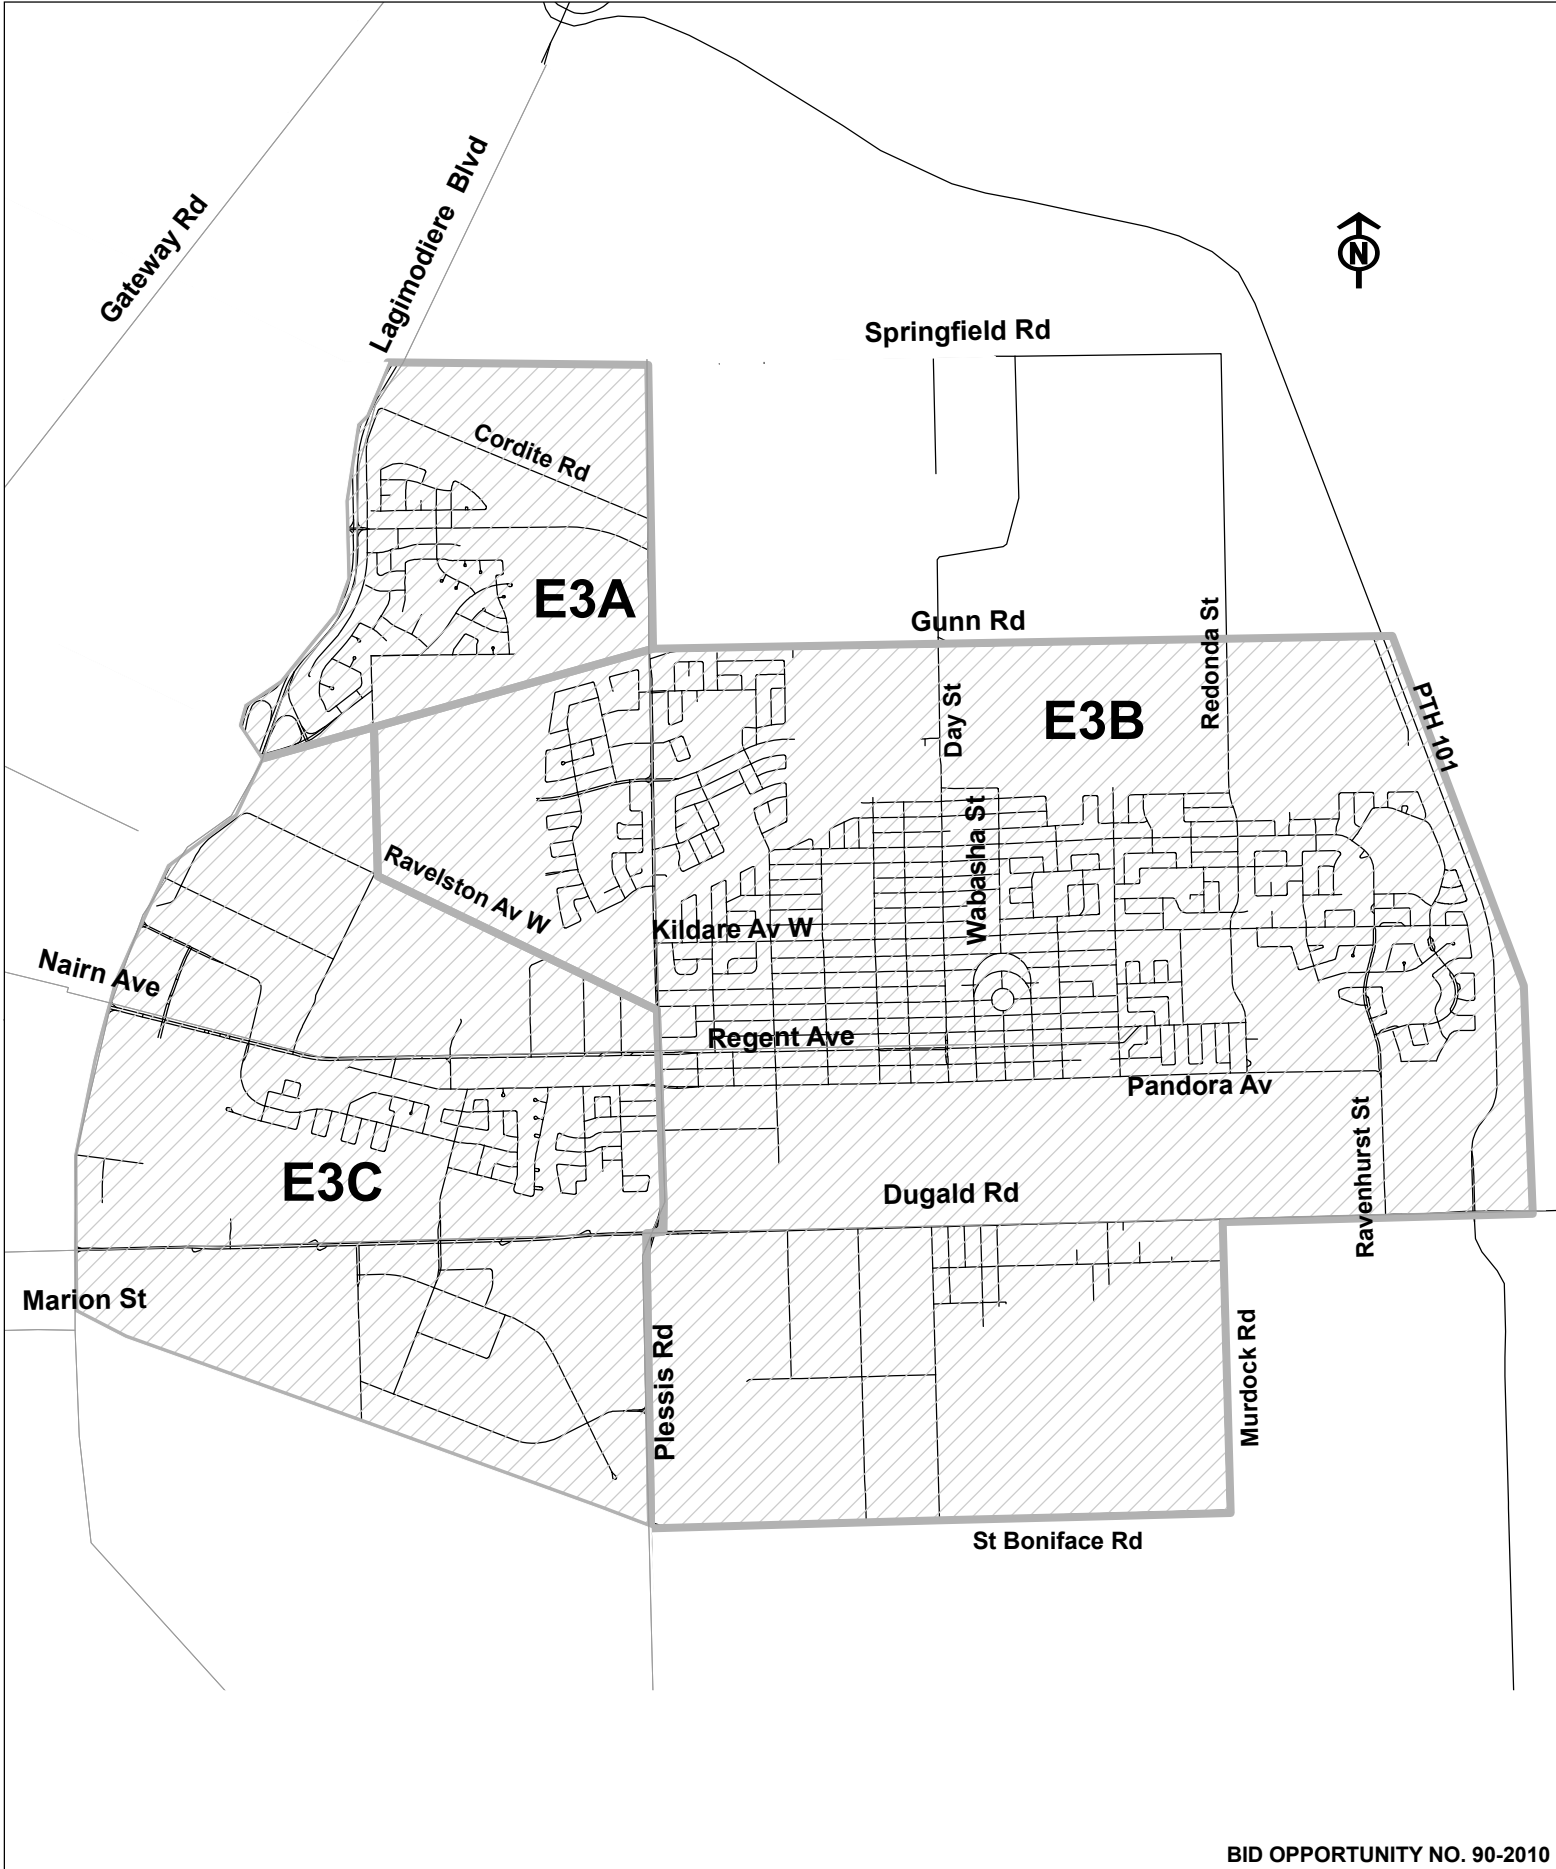 Lagimodiere Blvd
Gateway Rd
N
Springfield Rd
Cordite Rd
E3A
Gunn Rd
Redonda St
Day St
E3B
PTH 101
Wabasha St
Ravelston Av W
Kildare Av W
Nairn Ave
Regent Ave
Pandora Av
Ravenhurst St
E3C
Dugald Rd
Marion St
Plessis Rd
Murdock Rd
St Boniface Rd
BID OPPORTUNITY NO. 90-2010